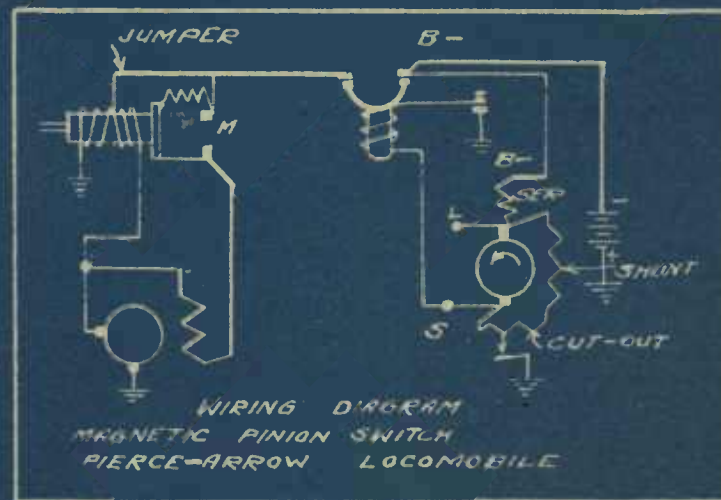 JUMPER
B-
M
B-
SER
L
-
+
SHUNT
S
CUT-OUT
WIRING DIAGRAM
MAGNETIC PINION SWITCH
PIERCE-ARROW LOCOMOBILE